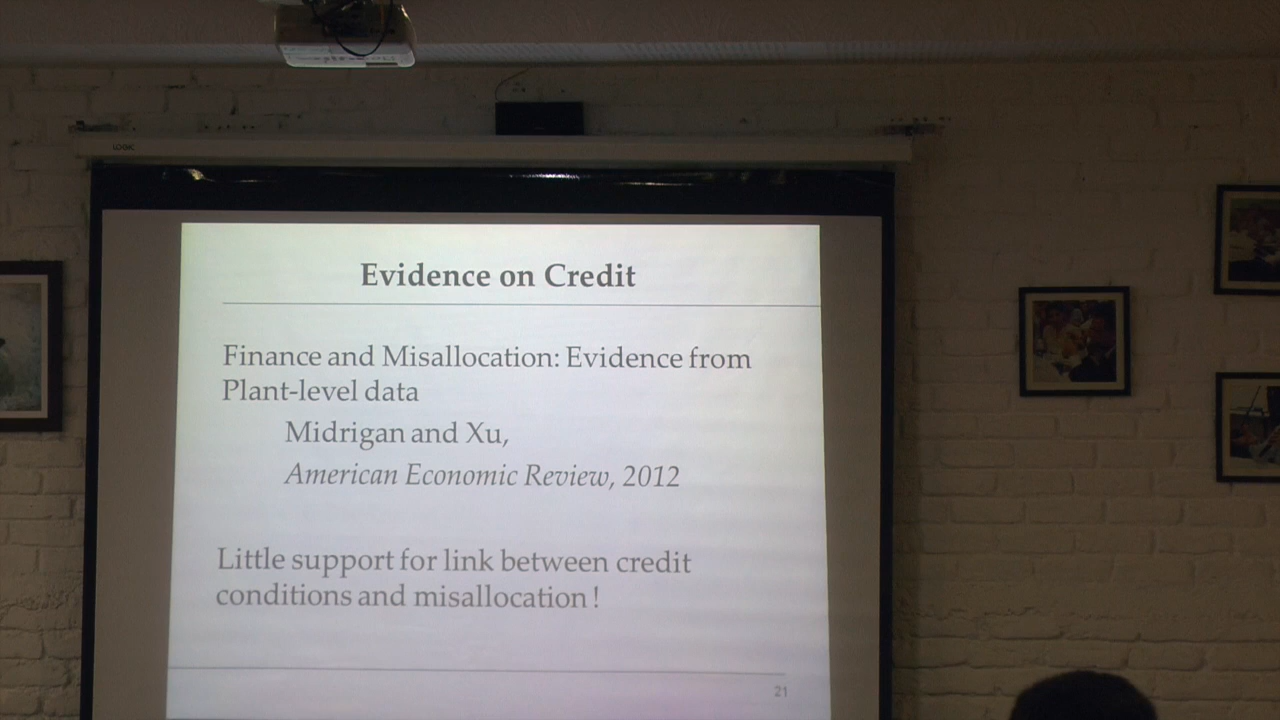 LOGIC
Evidence on Credit
Finance and Misallocation: Evidence from
Plant-level data
Midrigan and Xu,
American Economic Review, 2012
Little support for link between credit
conditions and misallocation !
21